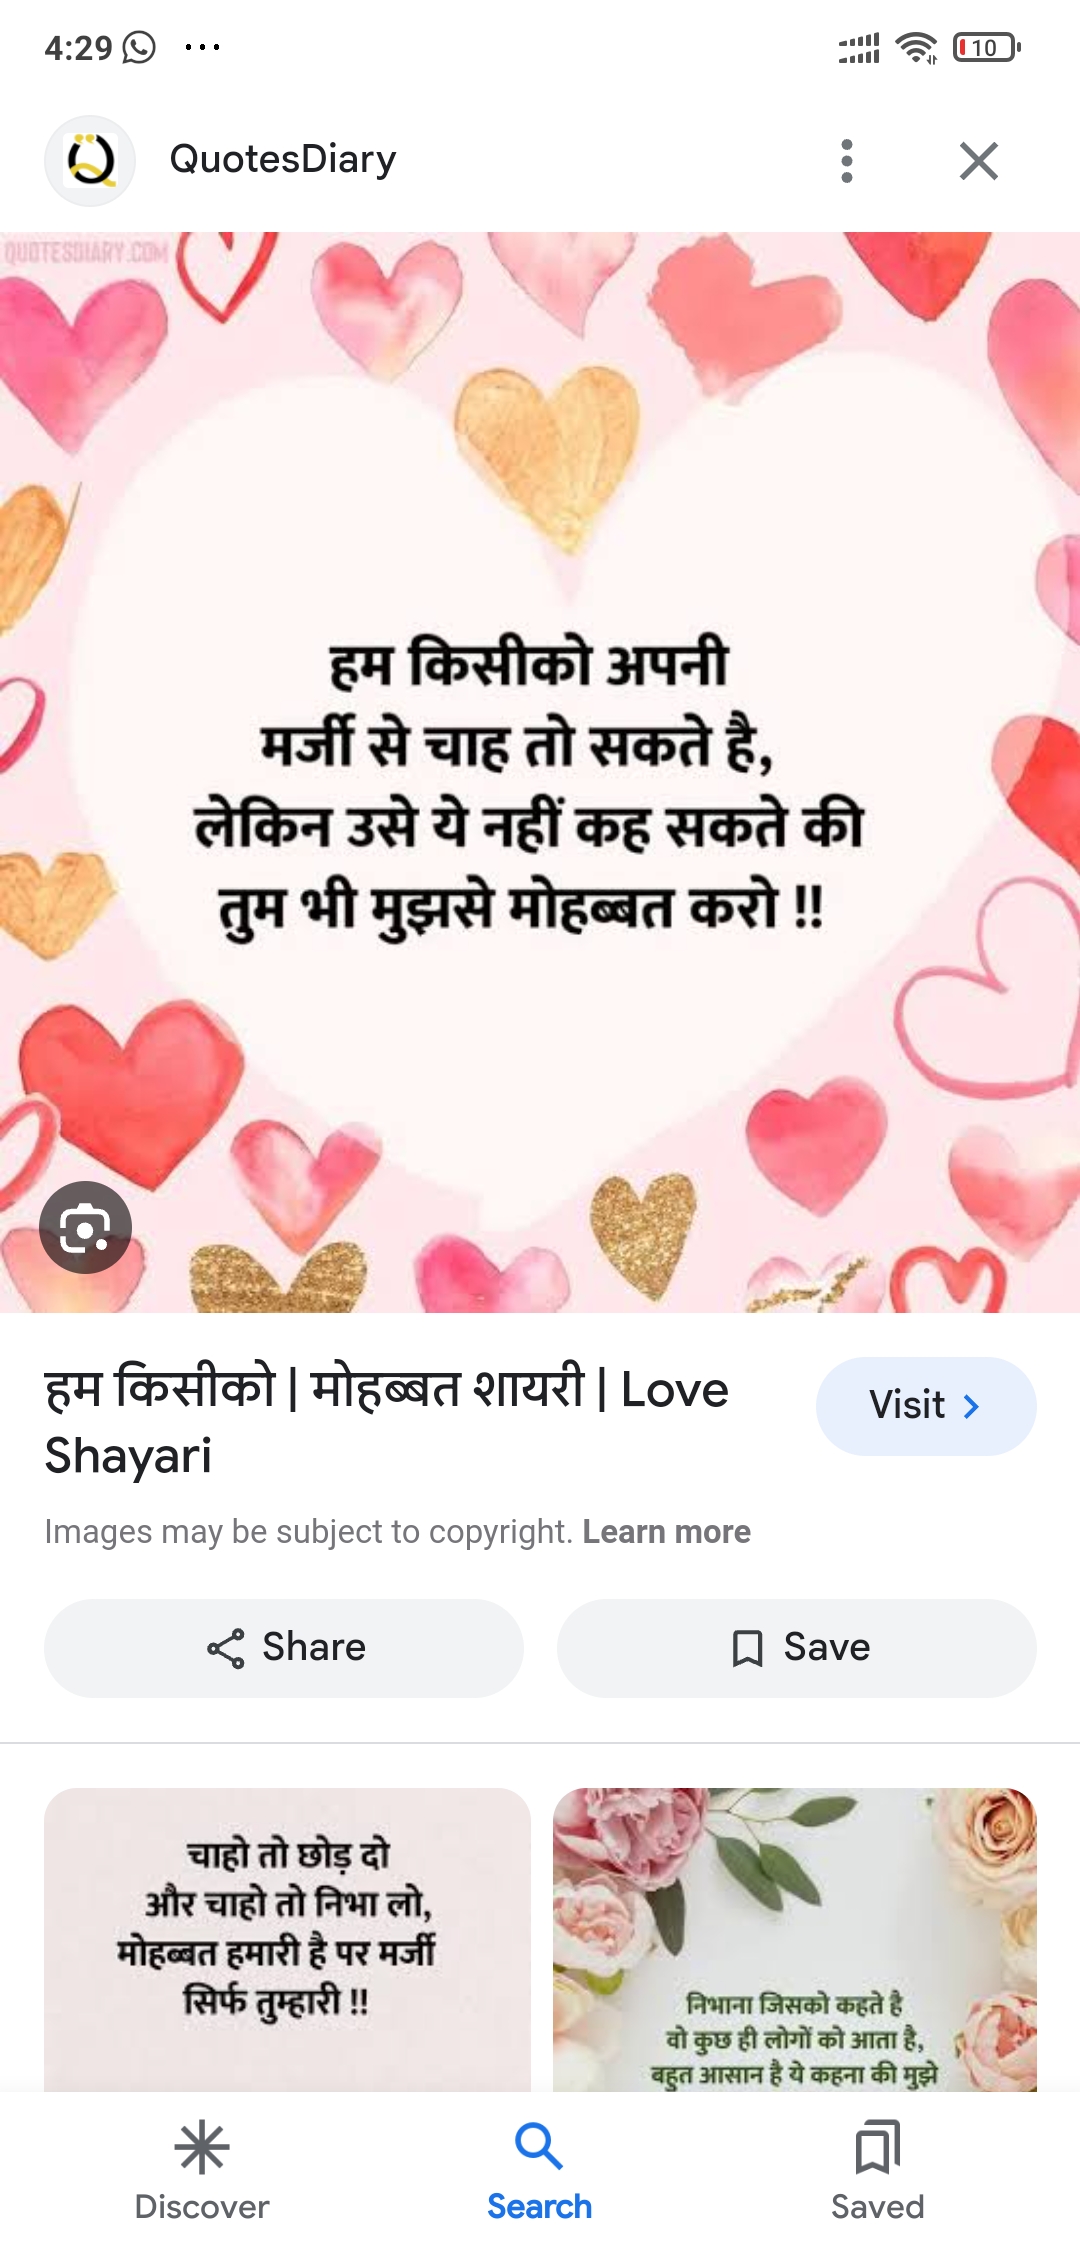 4:29
10
QuotesDiary
QUOTESDIARY.COM
हम किसीको अपनी
मर्जी से चाह तो सकते है,
लेकिन उसे ये नहीं कह सकते की
तुम भी मुझसे मोहब्बत करो !!
हम किसीको | मोहब्बत शायरी | Love
Shayari
Visit
Images may be subject to copyright. Learn more
Share
Save
चाहो तो छोड़ दो
और चाहो तो निभा लो,
मोहब्बत हमारी है पर मर्जी
सिर्फ तुम्हारी !!
निभाना जिसको कहते है
वो कुछ ही लोगों को आता है,
बहुत आसान है ये कहना की मुझे
Discover
Search
Saved